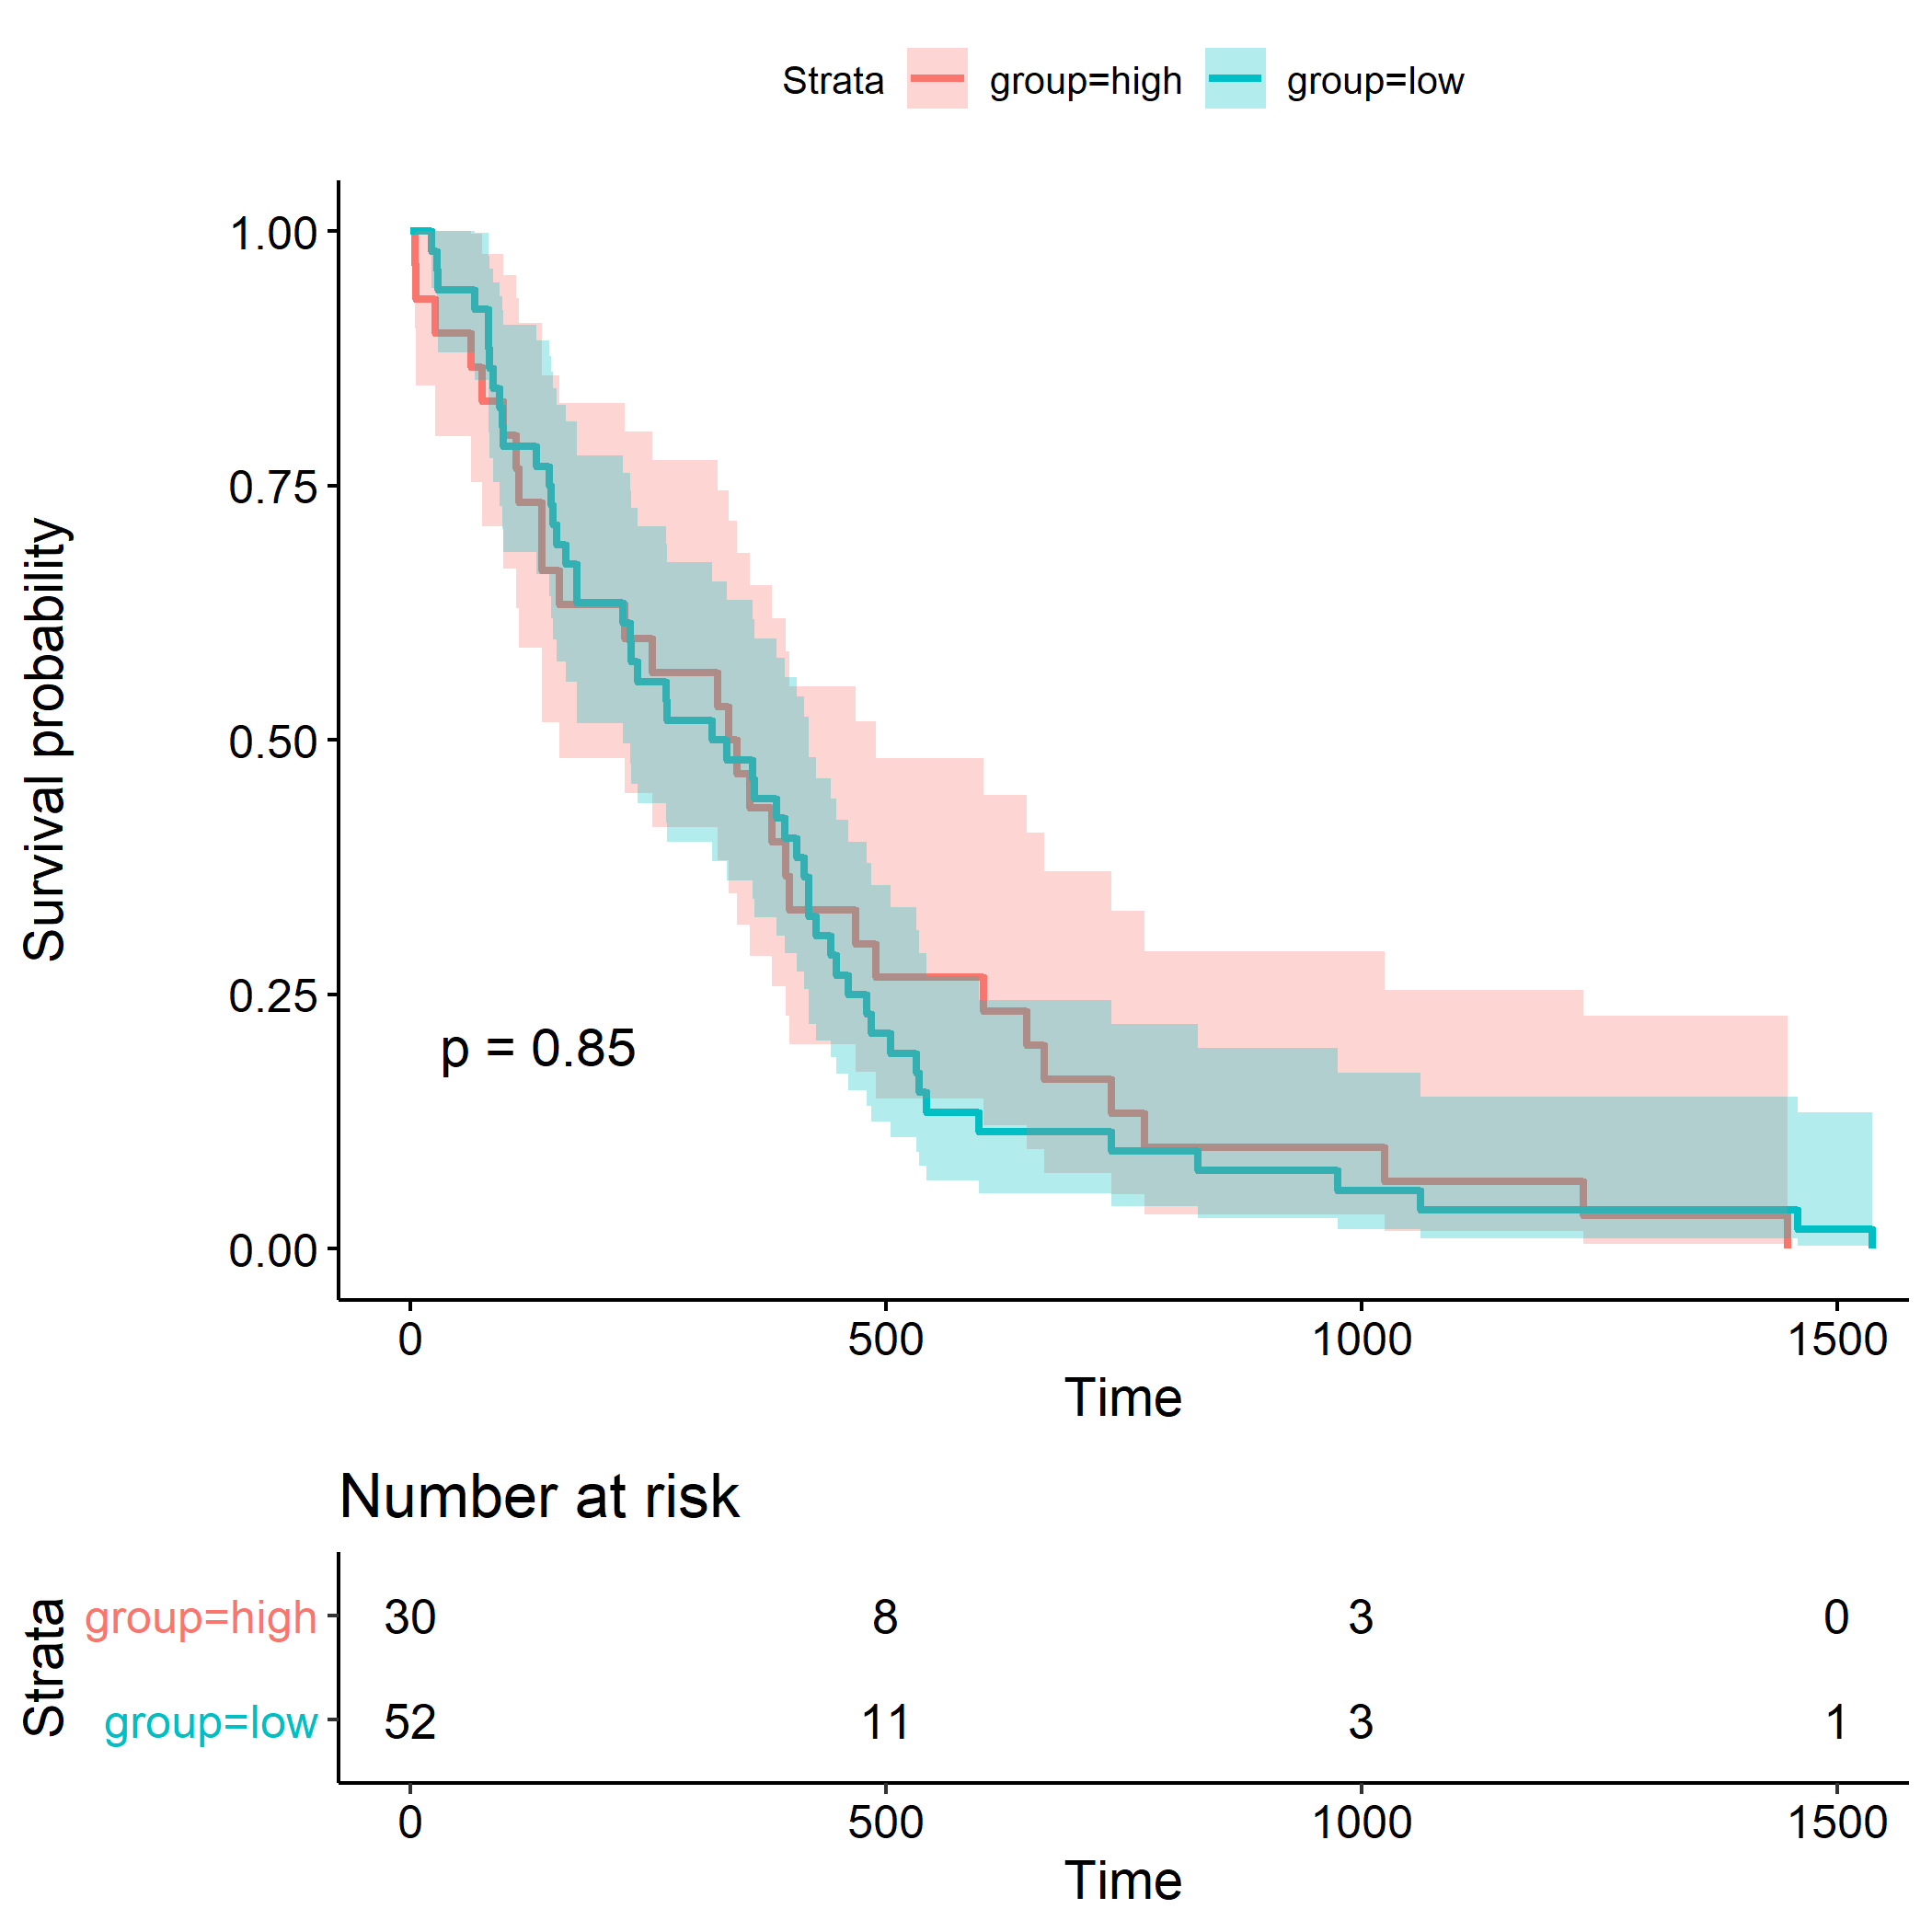 Strata group=high group=low
Survival probability
1.00
0.75
0.50
0.25
0.00
p = 0.85
0 500 1000 1500
Time
Number at risk
Strata
group=high 30 8 3 0
group=low 52 11 3 1
0 500 1000 1500
Time